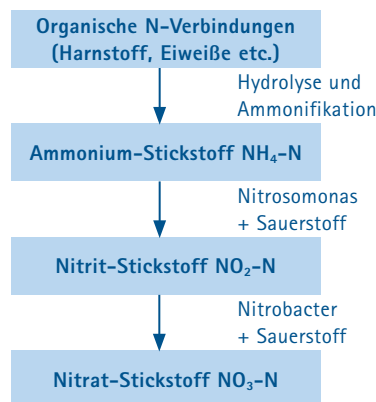 Organische N-Verbindungen
(Harnstoff, Eiweiße etc.)
Hydrolyse und
Ammonifikation
Ammonium-Stickstoff NH₄-N
Nitrosomonas
+ Sauerstoff
Nitrit-Stickstoff NO₂-N
Nitrobacter
+ Sauerstoff
Nitrat-Stickstoff NO₃-N